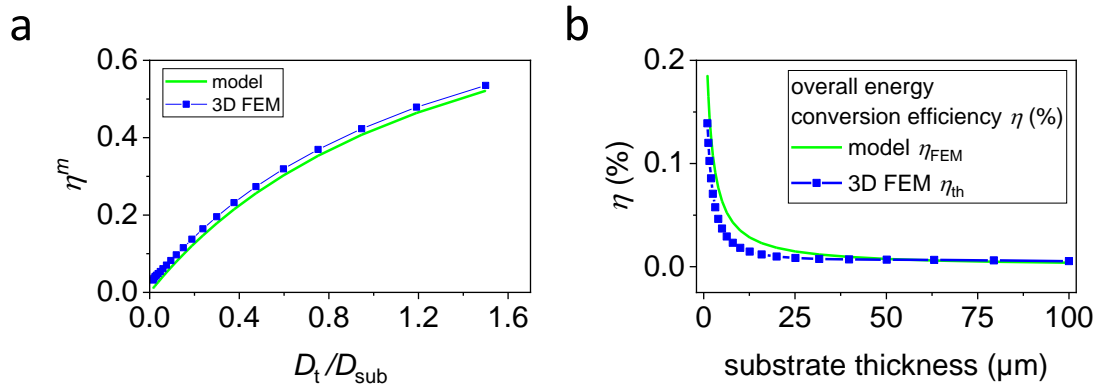 a
0.6
0.4
0.2
0.0
η^m
model
3D FEM
0.0 0.4 0.8 1.2 1.6
D_t/D_sub
b
0.2
0.1
0.0
η (%)
overall energy
conversion efficiency η (%)
model η_FEM
3D FEM η_th
0 25 50 75 100
substrate thickness (µm)